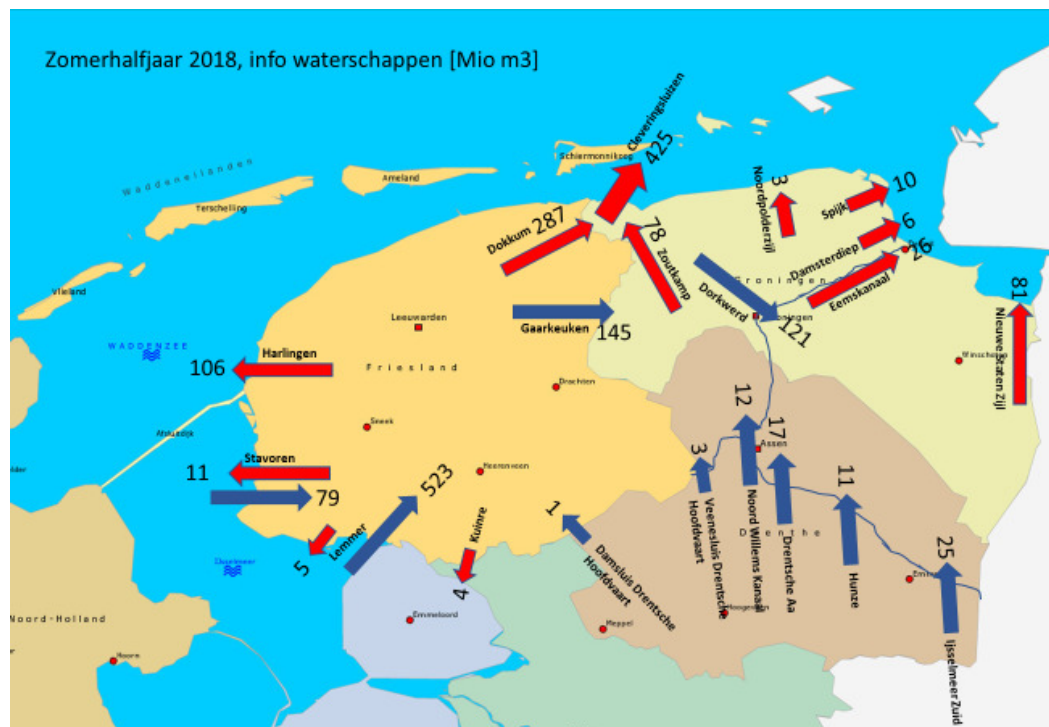 Zomerhalfjaar 2018, info waterschappen [Mio m3]
Cleveringsluizen
425
Schiermonnikoog
Waddeneilanden
Ameland
Terschelling
Vlieland
3
Noordpolderzijl
Spijk
10
Dokkum 287
78
Zoutkamp
6
Damsterdiep
26
Eemskanaal
Groningen
Dorkwerd
121
81
Nieuwe Staten Zijl
Leeuwarden
Gaarkeuken
145
WADDENZEE
Harlingen
106
Friesland
Drachten
Winschoten
Sneek
Afsluitdijk
12
17
Assen
Stavoren
11
79
523
Heerenveen
3
11
Lemmer
5
Kuinre
4
1
Damsluis Drentsche
Hoofdvaart
Veenesluis Drentsche
Hoofdvaart
Noord Willems Kanaal
Drentsche Aa
Drenthe
Hunze
25
IJsselmeer
Emmeloord
Meppel
Noord-Holland
Hoorn
Ijsselmeer Zuid